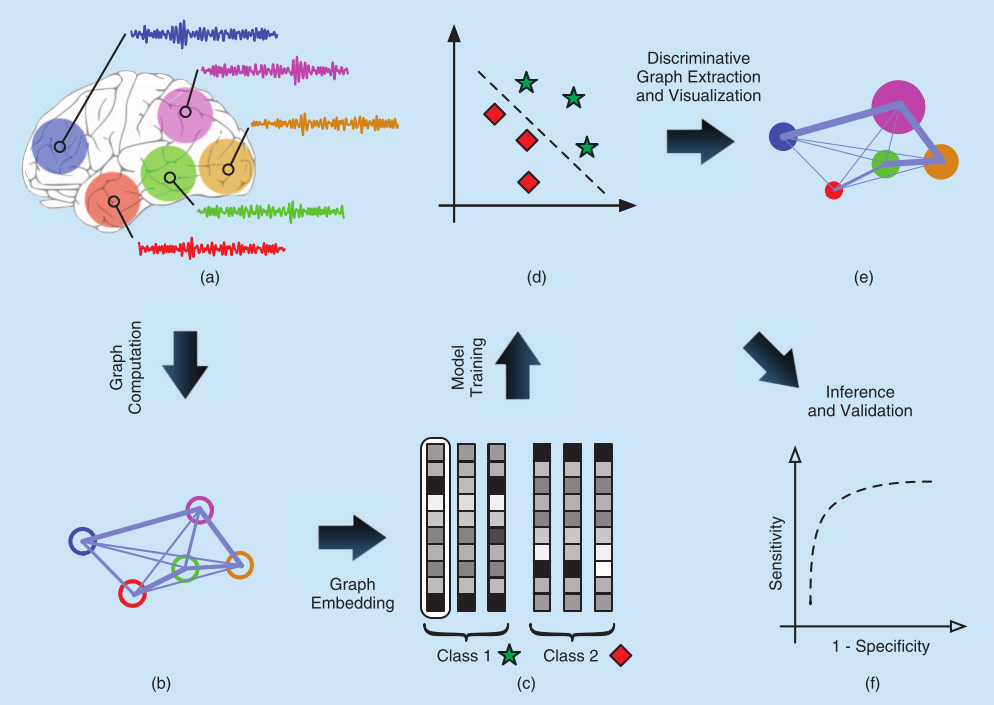 Discriminative
Graph Extraction
and Visualization
(a)
(d)
(e)
Graph
Computation
Model
Training
Inference
and Validation
Graph
Embedding
Sensitivity
1 - Specificity
Class 1
Class 2
(b)
(c)
(f)